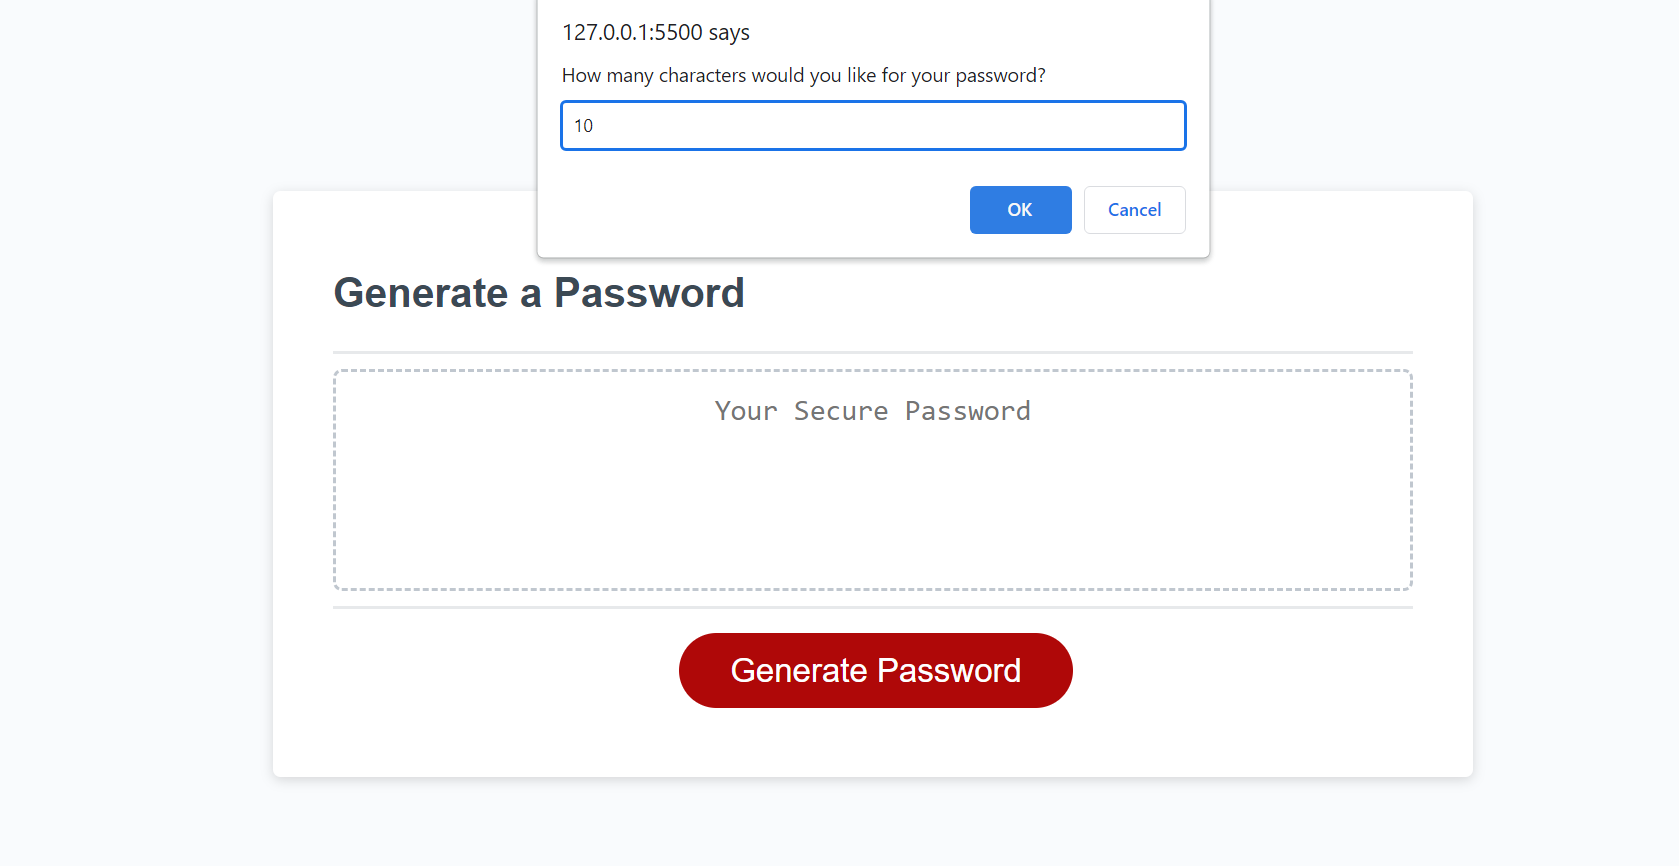 127.0.0.1:5500 says
How many characters would you like for your password?
10
OK
Cancel
Generate a Password
Your Secure Password
Generate Password